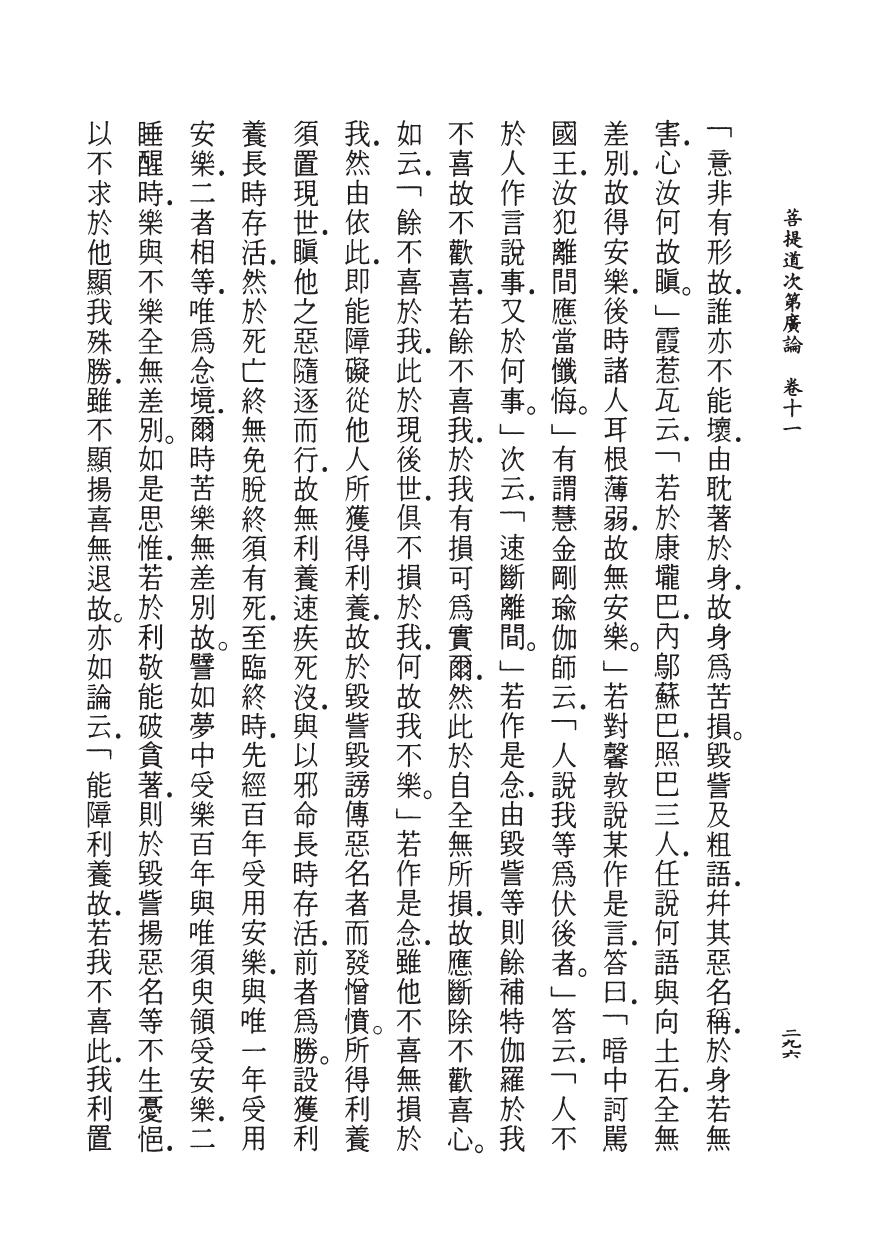 菩提道次第廣論　卷十一
二九六
「意非有形故．誰亦不能壞．由耽著於身．故身爲苦損。毀訾及粗語．幷其惡名稱．於身若無
害．心汝何故瞋。」霞惹瓦云．「若於康壠巴．內鄔蘇巴．照巴三人．任說何語與向土石．全無
差別．故得安樂．後時諸人耳根薄弱．故無安樂。」若對馨敦說某作是言．答曰．「暗中訶駡
國王．汝犯離間應當懺悔。」有謂慧金剛瑜伽師云．「人說我等爲伏後者。」答云．「人不
於人作言說事．又於何事。」次云．「速斷離間。」若作是念．由毀訾等則餘補特伽羅於我
不喜故不歡喜．若餘不喜我．於我有損可爲實爾．然此於自全無所損．故應斷除不歡喜心。
如云．「餘不喜於我．此於現後世．俱不損於我．何故我不樂。」若作是念．雖他不喜無損於
我．然由依此．即能障礙從他人所獲得利養．故於毀訾毀謗傳惡名者而發憎憤。所得利養
須置現世．瞋他之惡隨逐而行．故無利養速疾死沒．與以邪命長時存活．前者爲勝。設獲利
養長時存活．然於死亡終無免脫終須有死．至臨終時．先經百年受用安樂．與唯一年受用
安樂．二者相等．唯爲念境．爾時苦樂無差別故。譬如夢中受樂百年與唯須臾領受安樂．二
睡醒時．樂與不樂全無差別。如是思惟．若於利敬能破貪著．則於毀訾揚惡名等不生憂悒．
以不求於他顯我殊勝．雖不顯揚喜無退故。亦如論云．「能障利養故．若我不喜此．我利置